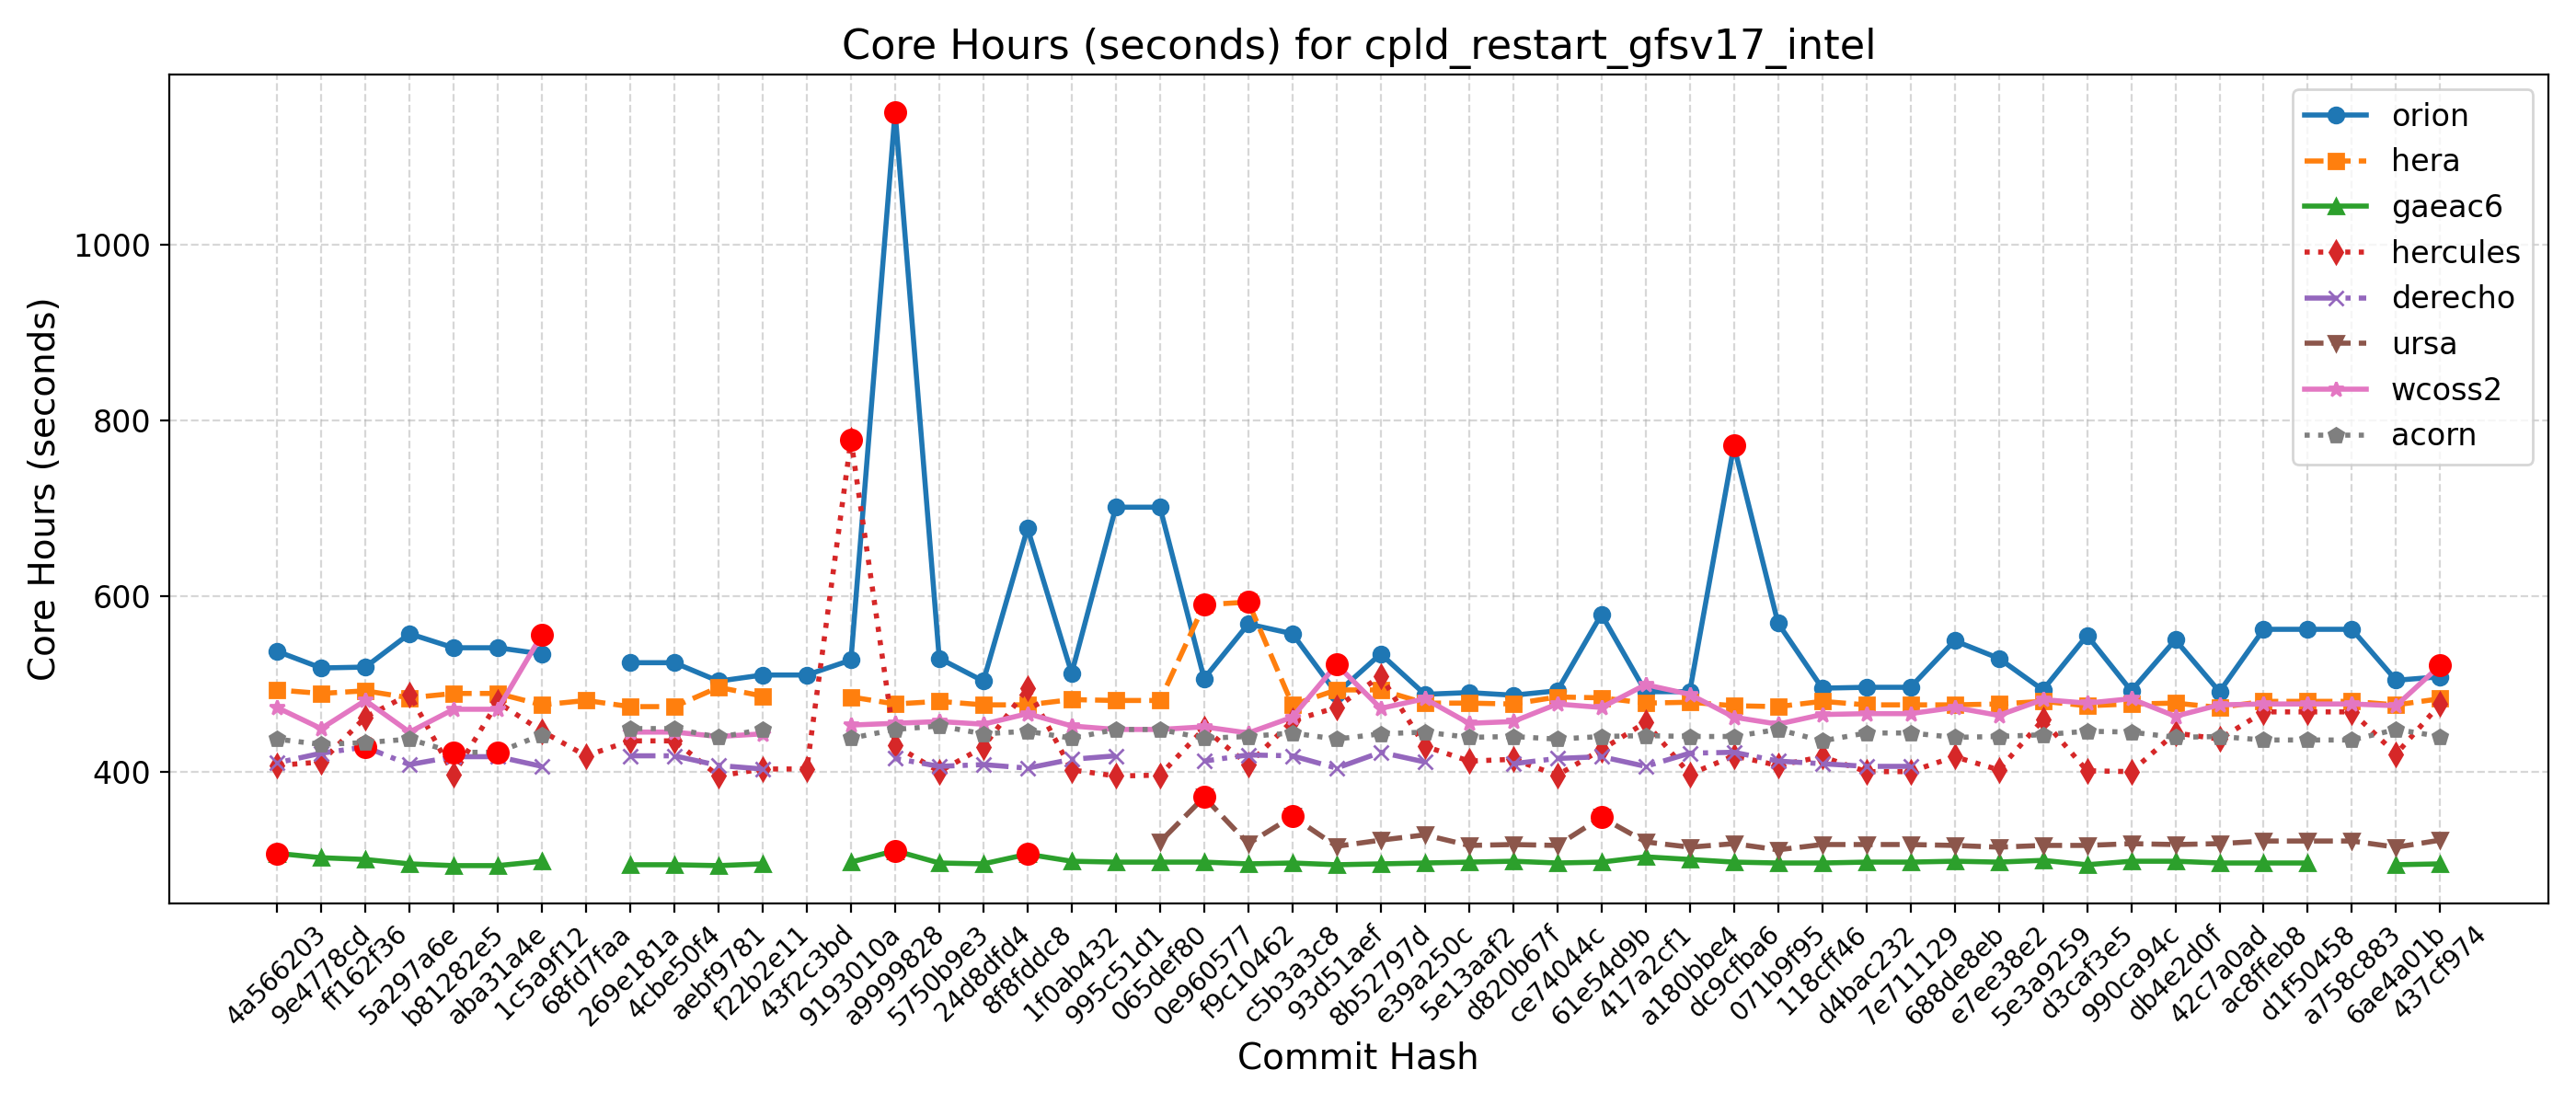 Core Hours (seconds) for cpld_restart_gfsv17_intel
Core Hours (seconds)
1000
800
600
400
orion
hera
gaeac6
hercules
derecho
ursa
wcoss2
acorn
4a566203
9e4778cd
ff162f36
5a297a6e
b81282e5
aba31a4e
1c5a9f12
68fd7faa
269e181a
4cbe50f4
aebf9781
f22b2e11
43f2c3bd
9193010a
a9999828
5750b9e3
24d8dfd4
8f8fddc8
1f0ab432
995c51d1
065def80
0e960577
f9c10462
c5b3a3c8
93d51aef
8b52797d
e39a250c
5e13aaf2
d820b67f
ce74044c
61e54d9b
417a2cf1
a180bbe4
dc9cfba6
071b9f95
118cff46
d4bac232
7e711129
688de8eb
e7ee38e2
5e3a9259
d3caf3e5
990ca94c
db4e2d0f
42c7a0ad
ac8ffeb8
d1f50458
a758c883
6ae4a01b
437cf974
Commit Hash